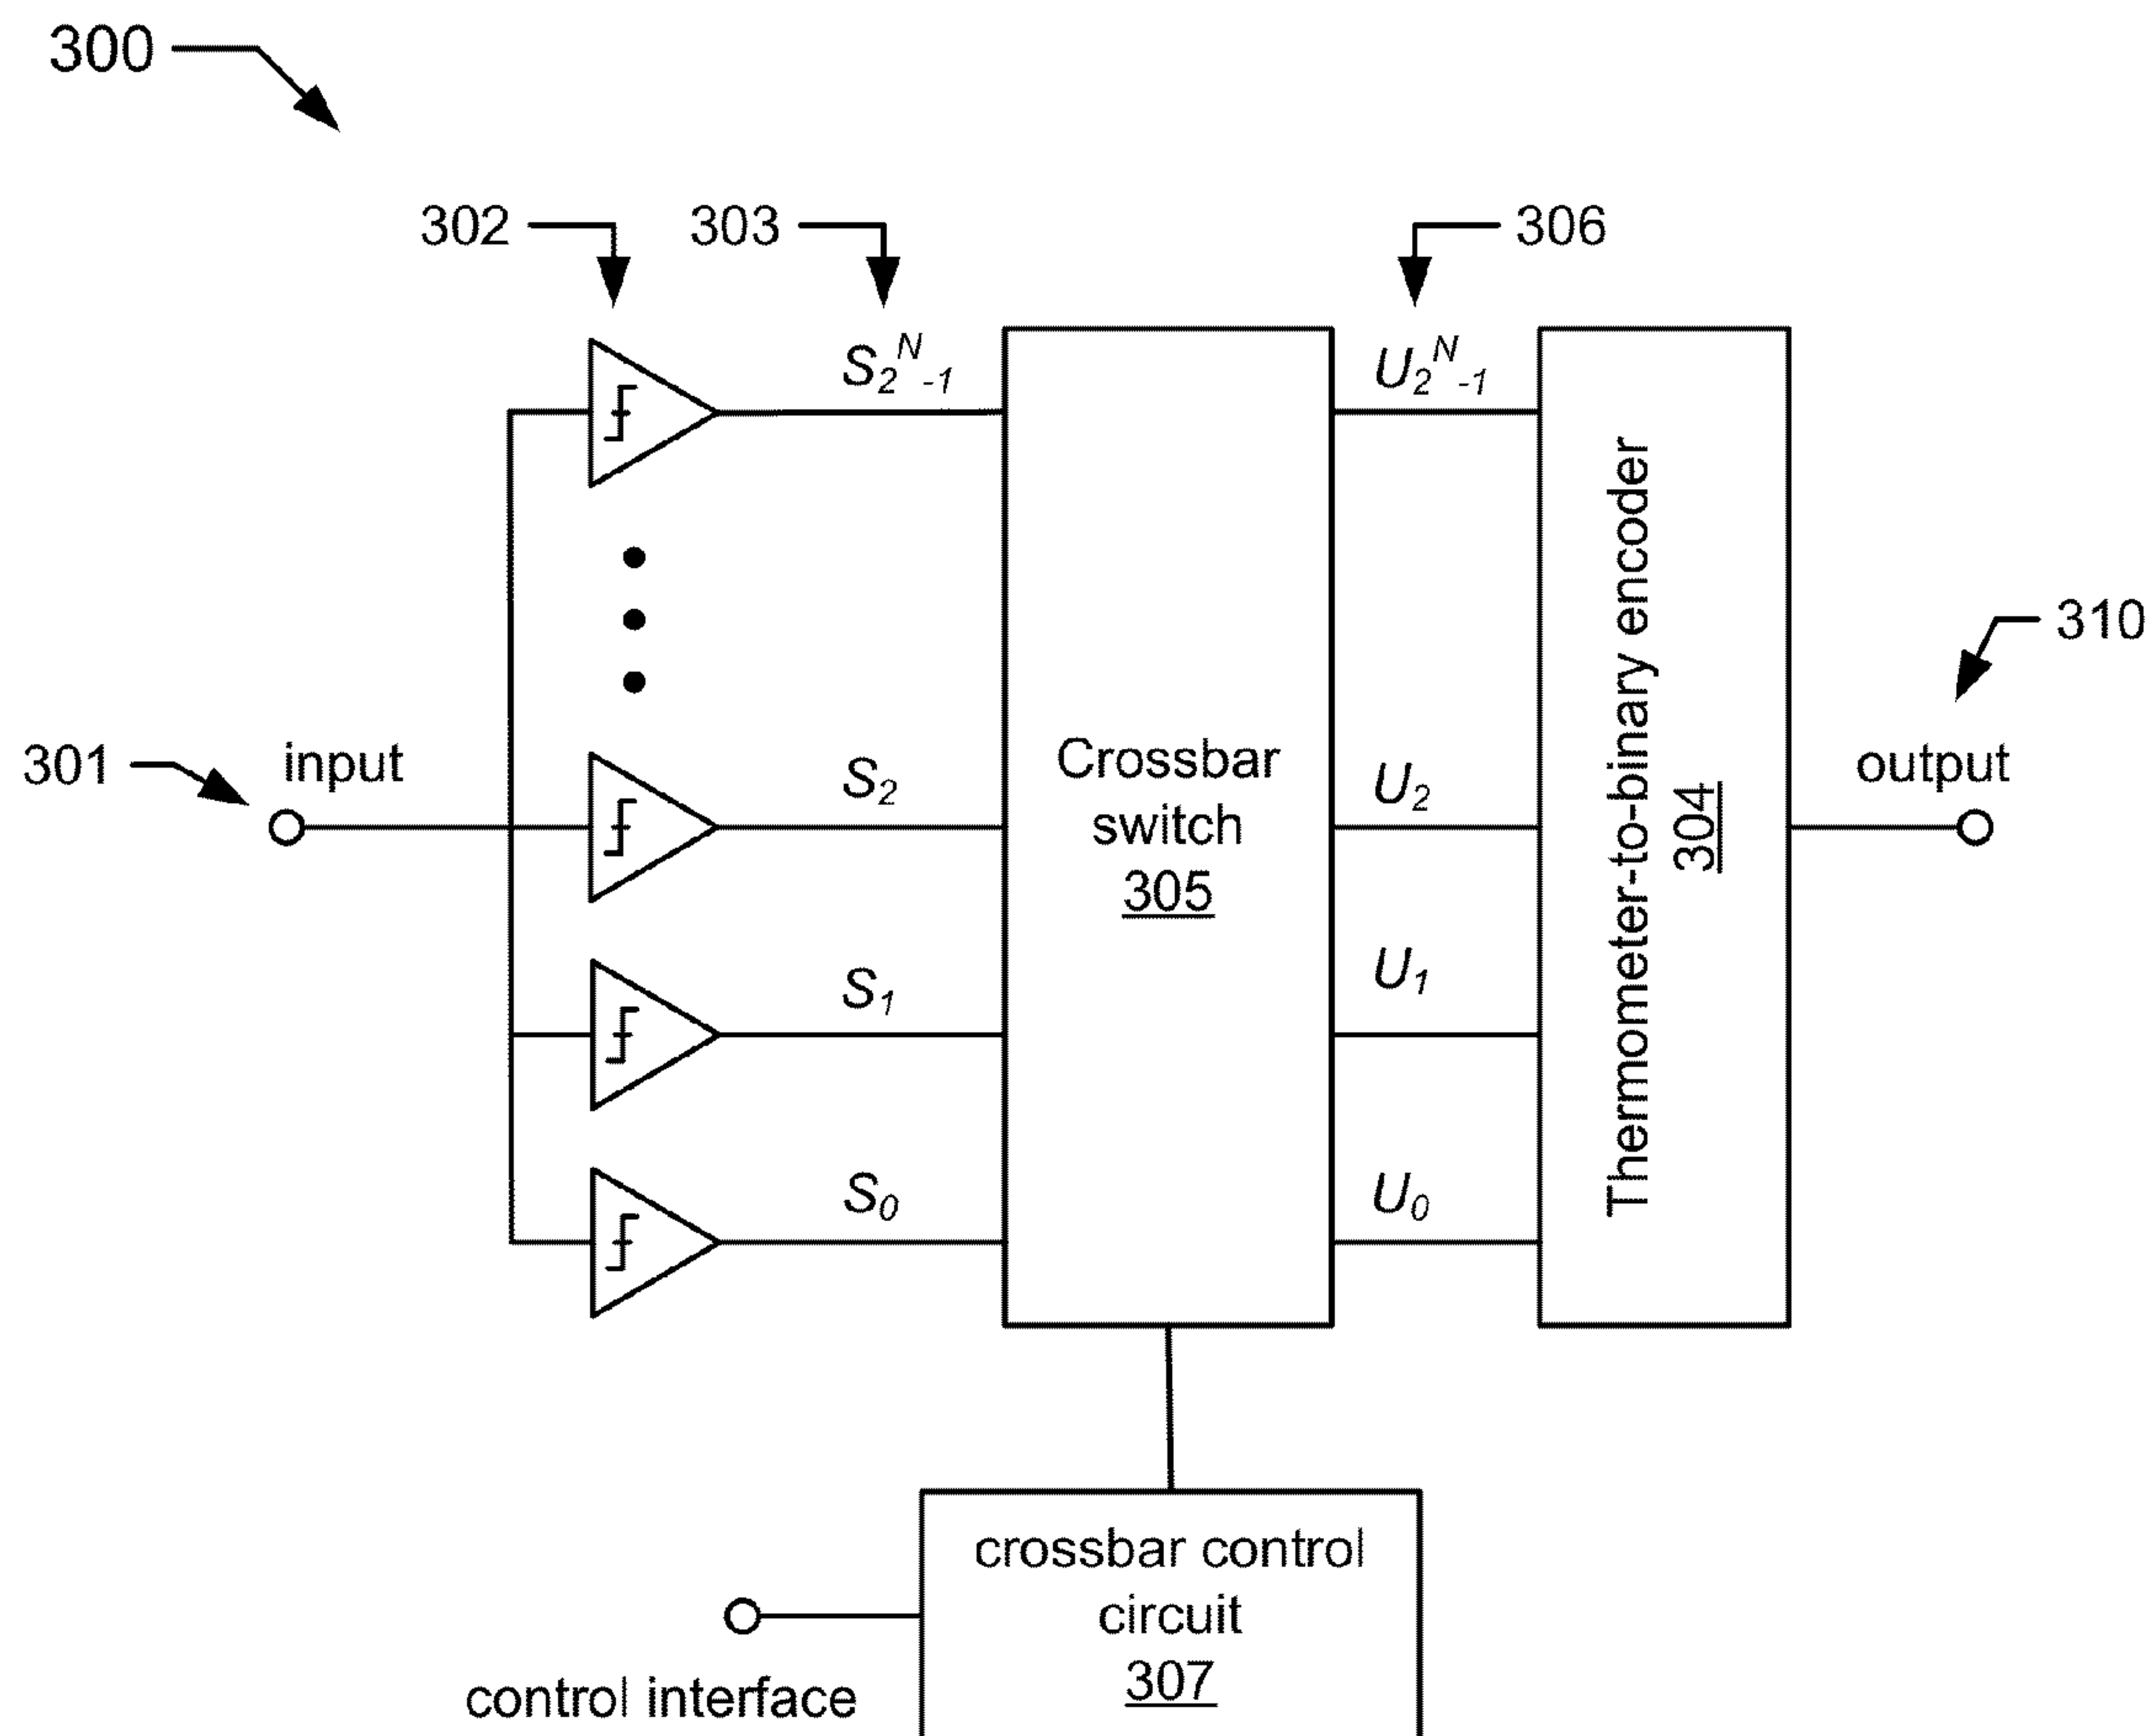 300
302
303
306
S₂ᴺ₋₁
U₂ᴺ₋₁
310
301
input
S₂
Crossbar
switch
305
U₂
Thermometer-to-binary encoder
304
output
S₁
U₁
S₀
U₀
crossbar control
circuit
307
control interface